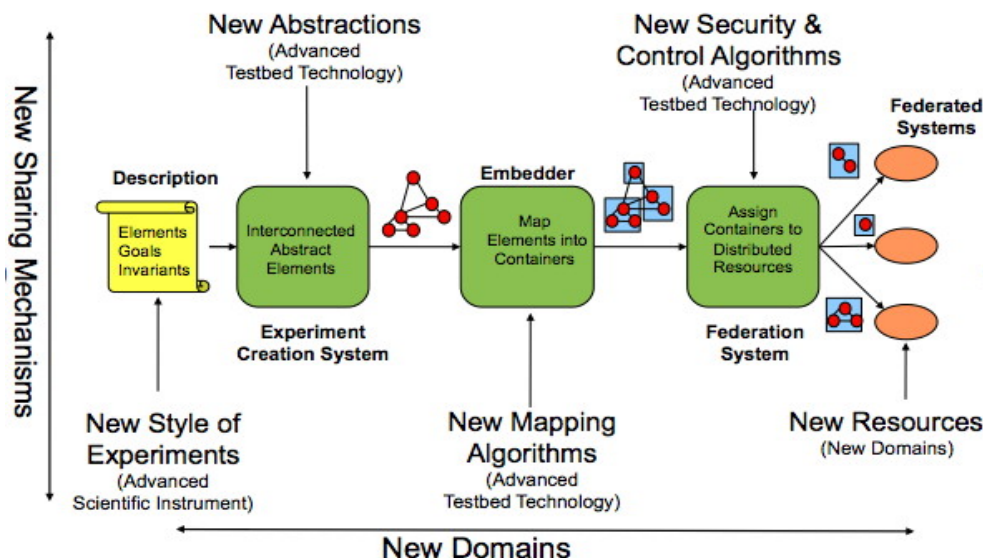 New Abstractions
(Advanced
Testbed Technology)
New Security &
Control Algorithms
(Advanced
Testbed Technology)
Federated
Systems
New Sharing Mechanisms
Description
Elements
Goals
Invariants
Interconnected
Abstract
Elements
Experiment
Creation System
Embedder
Map
Elements into
Containers
Assign
Containers to
Distributed
Resources
Federation
System
New Style of
Experiments
(Advanced
Scientific Instrument)
New Mapping
Algorithms
(Advanced
Testbed Technology)
New Resources
(New Domains)
New Domains